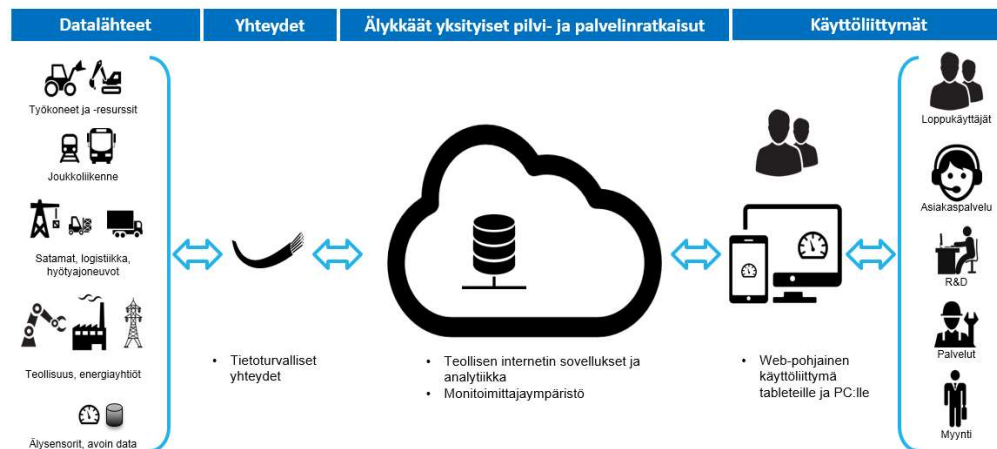 Datalähteet
Yhteydet
Älykkäät yksityiset pilvi- ja palvelinratkaisut
Käyttöliittymät
Työkoneet ja -resurssit
Joukkoliikenne
Satamat, logistiikka,
hyötyajoneuvot
Teollisuus, energiayhtiöt
Älysensorit, avoin data
• Tietoturvalliset
yhteydet
• Teollisen internetin sovellukset ja
analytiikka
• Monitoimittajaympäristö
• Web-pohjainen
käyttöliittymä
tableteille ja PC:lle
Loppukäyttäjät
Asiakaspalvelu
R&D
Palvelut
Myynti